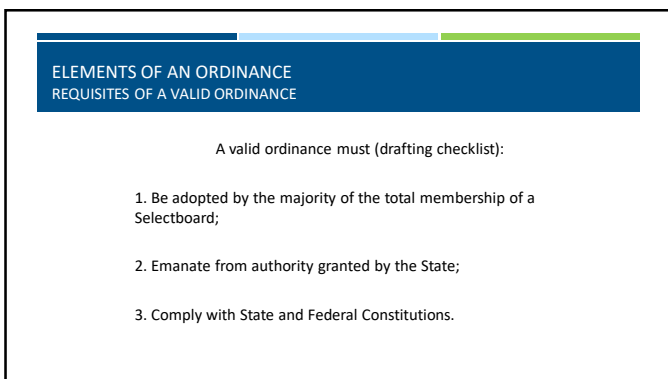 ELEMENTS OF AN ORDINANCE
REQUISITES OF A VALID ORDINANCE
A valid ordinance must (drafting checklist):
1. Be adopted by the majority of the total membership of a
Selectboard;
2. Emanate from authority granted by the State;
3. Comply with State and Federal Constitutions.